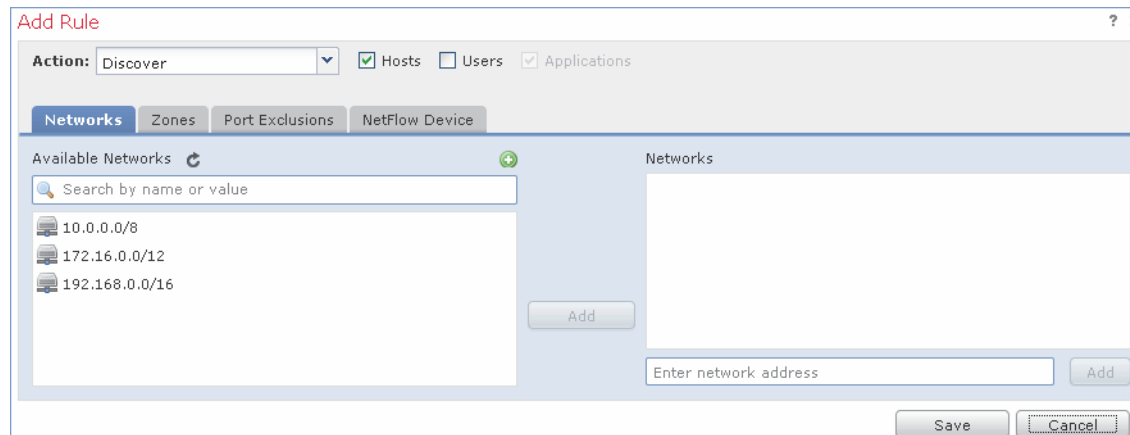 Add Rule ?
Action: Discover Hosts Users Applications
Networks Zones Port Exclusions NetFlow Device
Available Networks Networks
Search by name or value
10.0.0.0/8
172.16.0.0/12
192.168.0.0/16
Add
Enter network address Add
Save Cancel